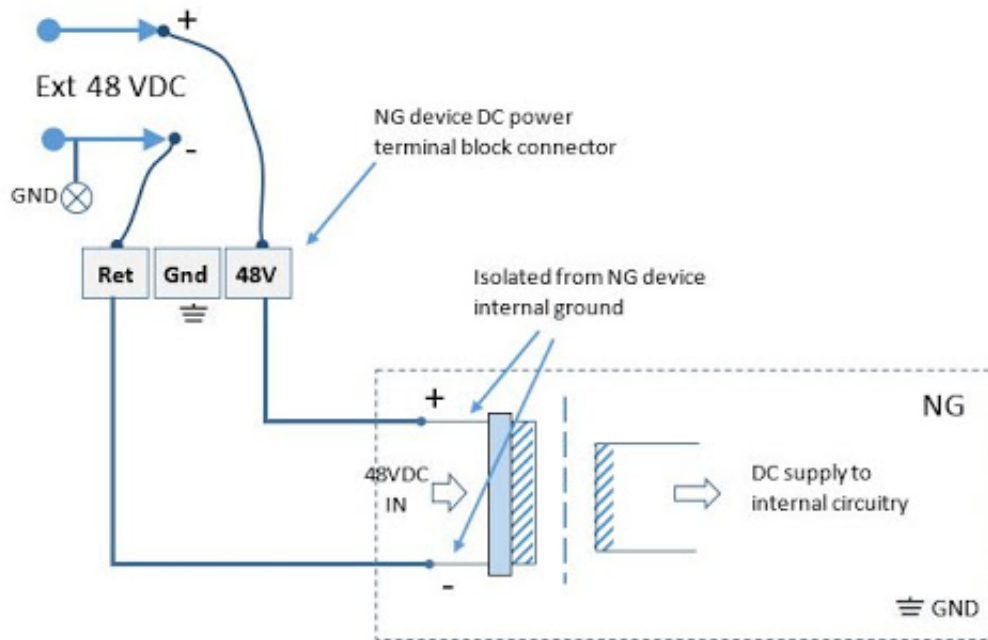 +
Ext 48 VDC
-
GND
NG device DC power
terminal block connector
Ret Gnd 48V
Isolated from NG device
internal ground
NG
+
48VDC
IN
DC supply to
internal circuitry
-
GND